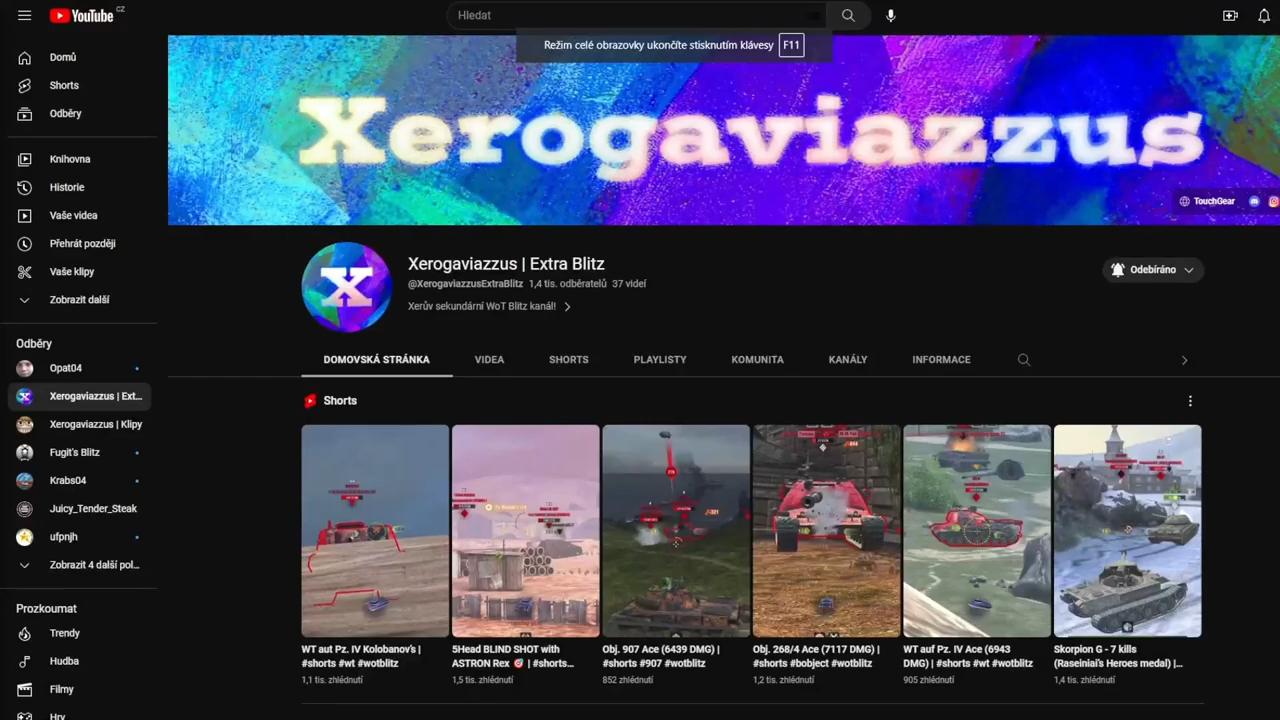 YouTube CZ
Hledat
Režim celé obrazovky ukončíte stisknutím klávesy F11
Domů
Shorts
Odběry
Knihovna
Historie
Vaše videa
Přehrát později
Vaše klipy
Zobrazit další
Odběry
Opat04
Xerogaviazzus | Ext...
Xerogaviazzus | Klipy
Fugit's Blitz
Krabs04
Juicy_Tender_Steak
ufpnjh
Zobrazit 4 další pol...
Prozkoumat
Trendy
Hudba
Filmy
Hry
Xerogaviazzus
TouchGear
X
Xerogaviazzus | Extra Blitz
@XerogaviazzusExtraBlitz 1,4 tis. odběratelů 37 videí
Xerův sekundární WoT Blitz kanál!
Odebíráno
DOMOVSKÁ STRÁNKA VIDEA SHORTS PLAYLISTY KOMUNITA KANÁLY INFORMACE
Shorts
WT aut Pz. IV Kolobanov's |
#shorts #wt #wotblitz
1,1 tis. zhlédnutí
5Head BLIND SHOT with
ASTRON Rex 🎯 | #shorts...
1,5 tis. zhlédnutí
Obj. 907 Ace (6439 DMG) |
#shorts #907 #wotblitz
852 zhlédnutí
Obj. 268/4 Ace (7117 DMG) |
#shorts #bobject #wotblitz
1,2 tis. zhlédnutí
WT auf Pz. IV Ace (6943
DMG) | #shorts #wt #wotblitz
905 zhlédnutí
Skorpion G - 7 kills
(Raseiniai's Heroes medal) |...
1,4 tis. zhlédnutí